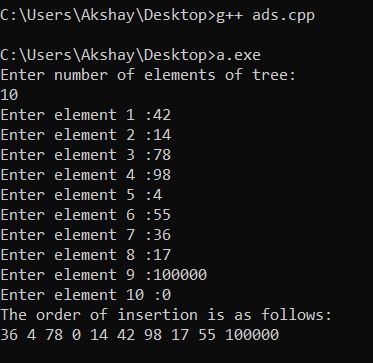 C:\Users\Akshay\Desktop>g++ ads.cpp
C:\Users\Akshay\Desktop>a.exe
Enter number of elements of tree:
10
Enter element 1 :42
Enter element 2 :14
Enter element 3 :78
Enter element 4 :98
Enter element 5 :4
Enter element 6 :55
Enter element 7 :36
Enter element 8 :17
Enter element 9 :100000
Enter element 10 :0
The order of insertion is as follows:
36 4 78 0 14 42 98 17 55 100000